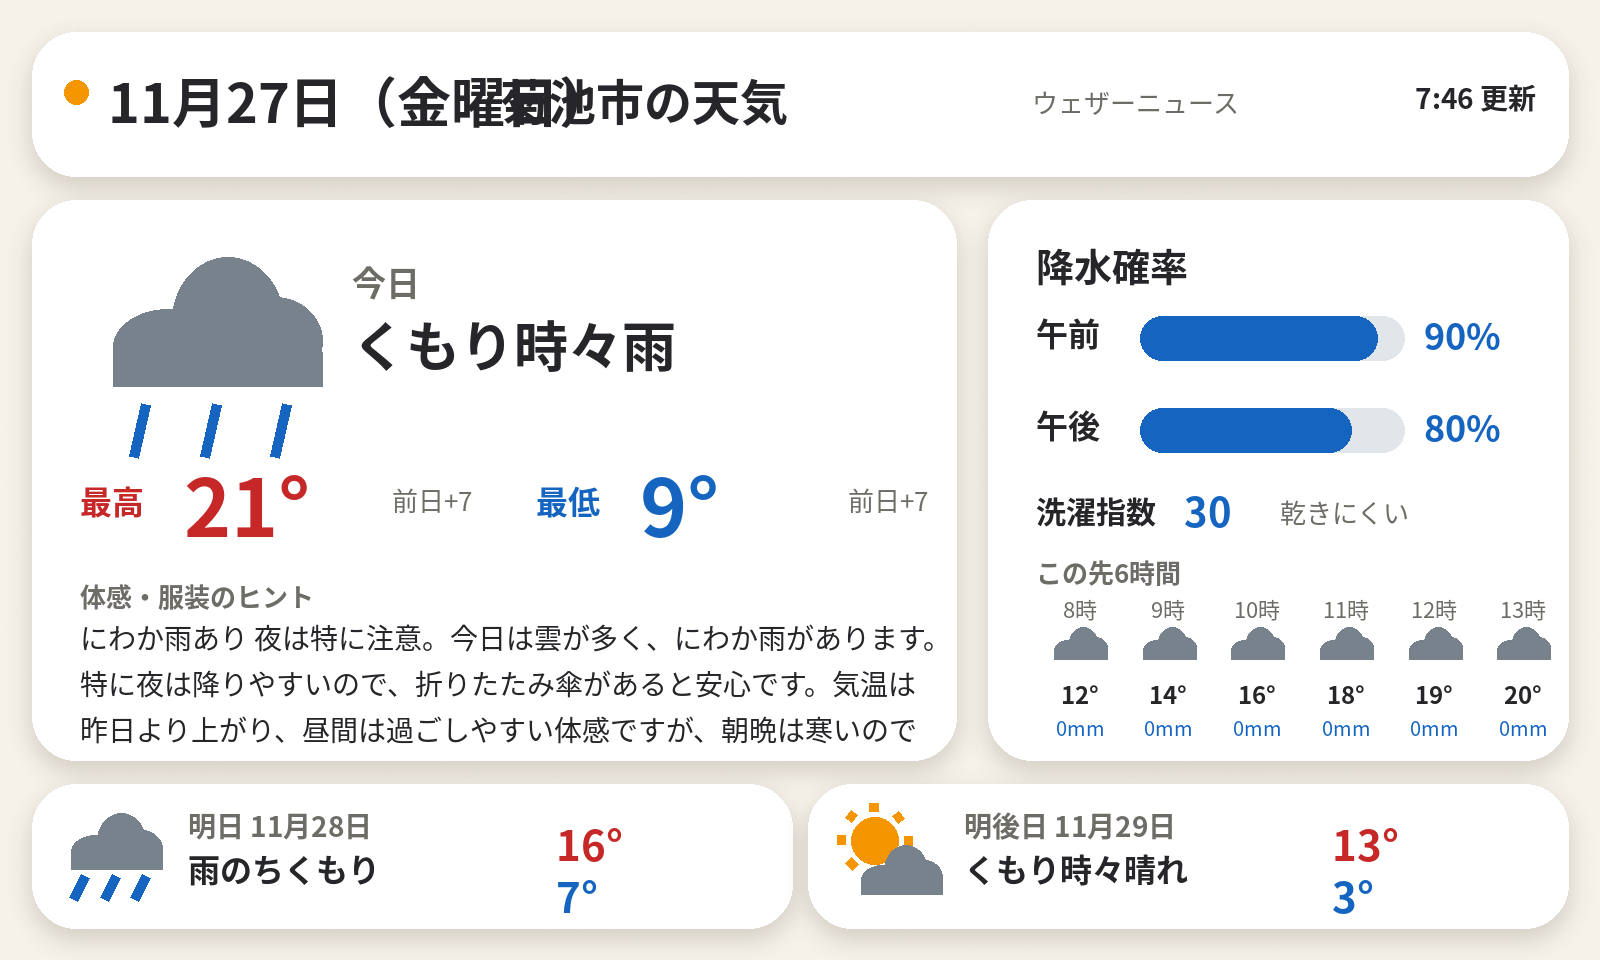 11月27日（金曜日）
菊池市の天気
ウェザーニュース
7:46 更新
今日
くもり時々雨
最高 21° 前日+7 最低 9° 前日+7
体感・服装のヒント
にわか雨あり 夜は特に注意。今日は雲が多く、にわか雨があります。
特に夜は降りやすいので、折りたたみ傘があると安心です。気温は
昨日より上がり、昼間は過ごしやすい体感ですが、朝晩は寒いので
降水確率
午前 90%
午後 80%
洗濯指数 30 乾きにくい
この先6時間
8時 9時 10時 11時 12時 13時
12° 14° 16° 18° 19° 20°
0mm 0mm 0mm 0mm 0mm 0mm
明日 11月28日
雨のちくもり
16°
7°
明後日 11月29日
くもり時々晴れ
13°
3°